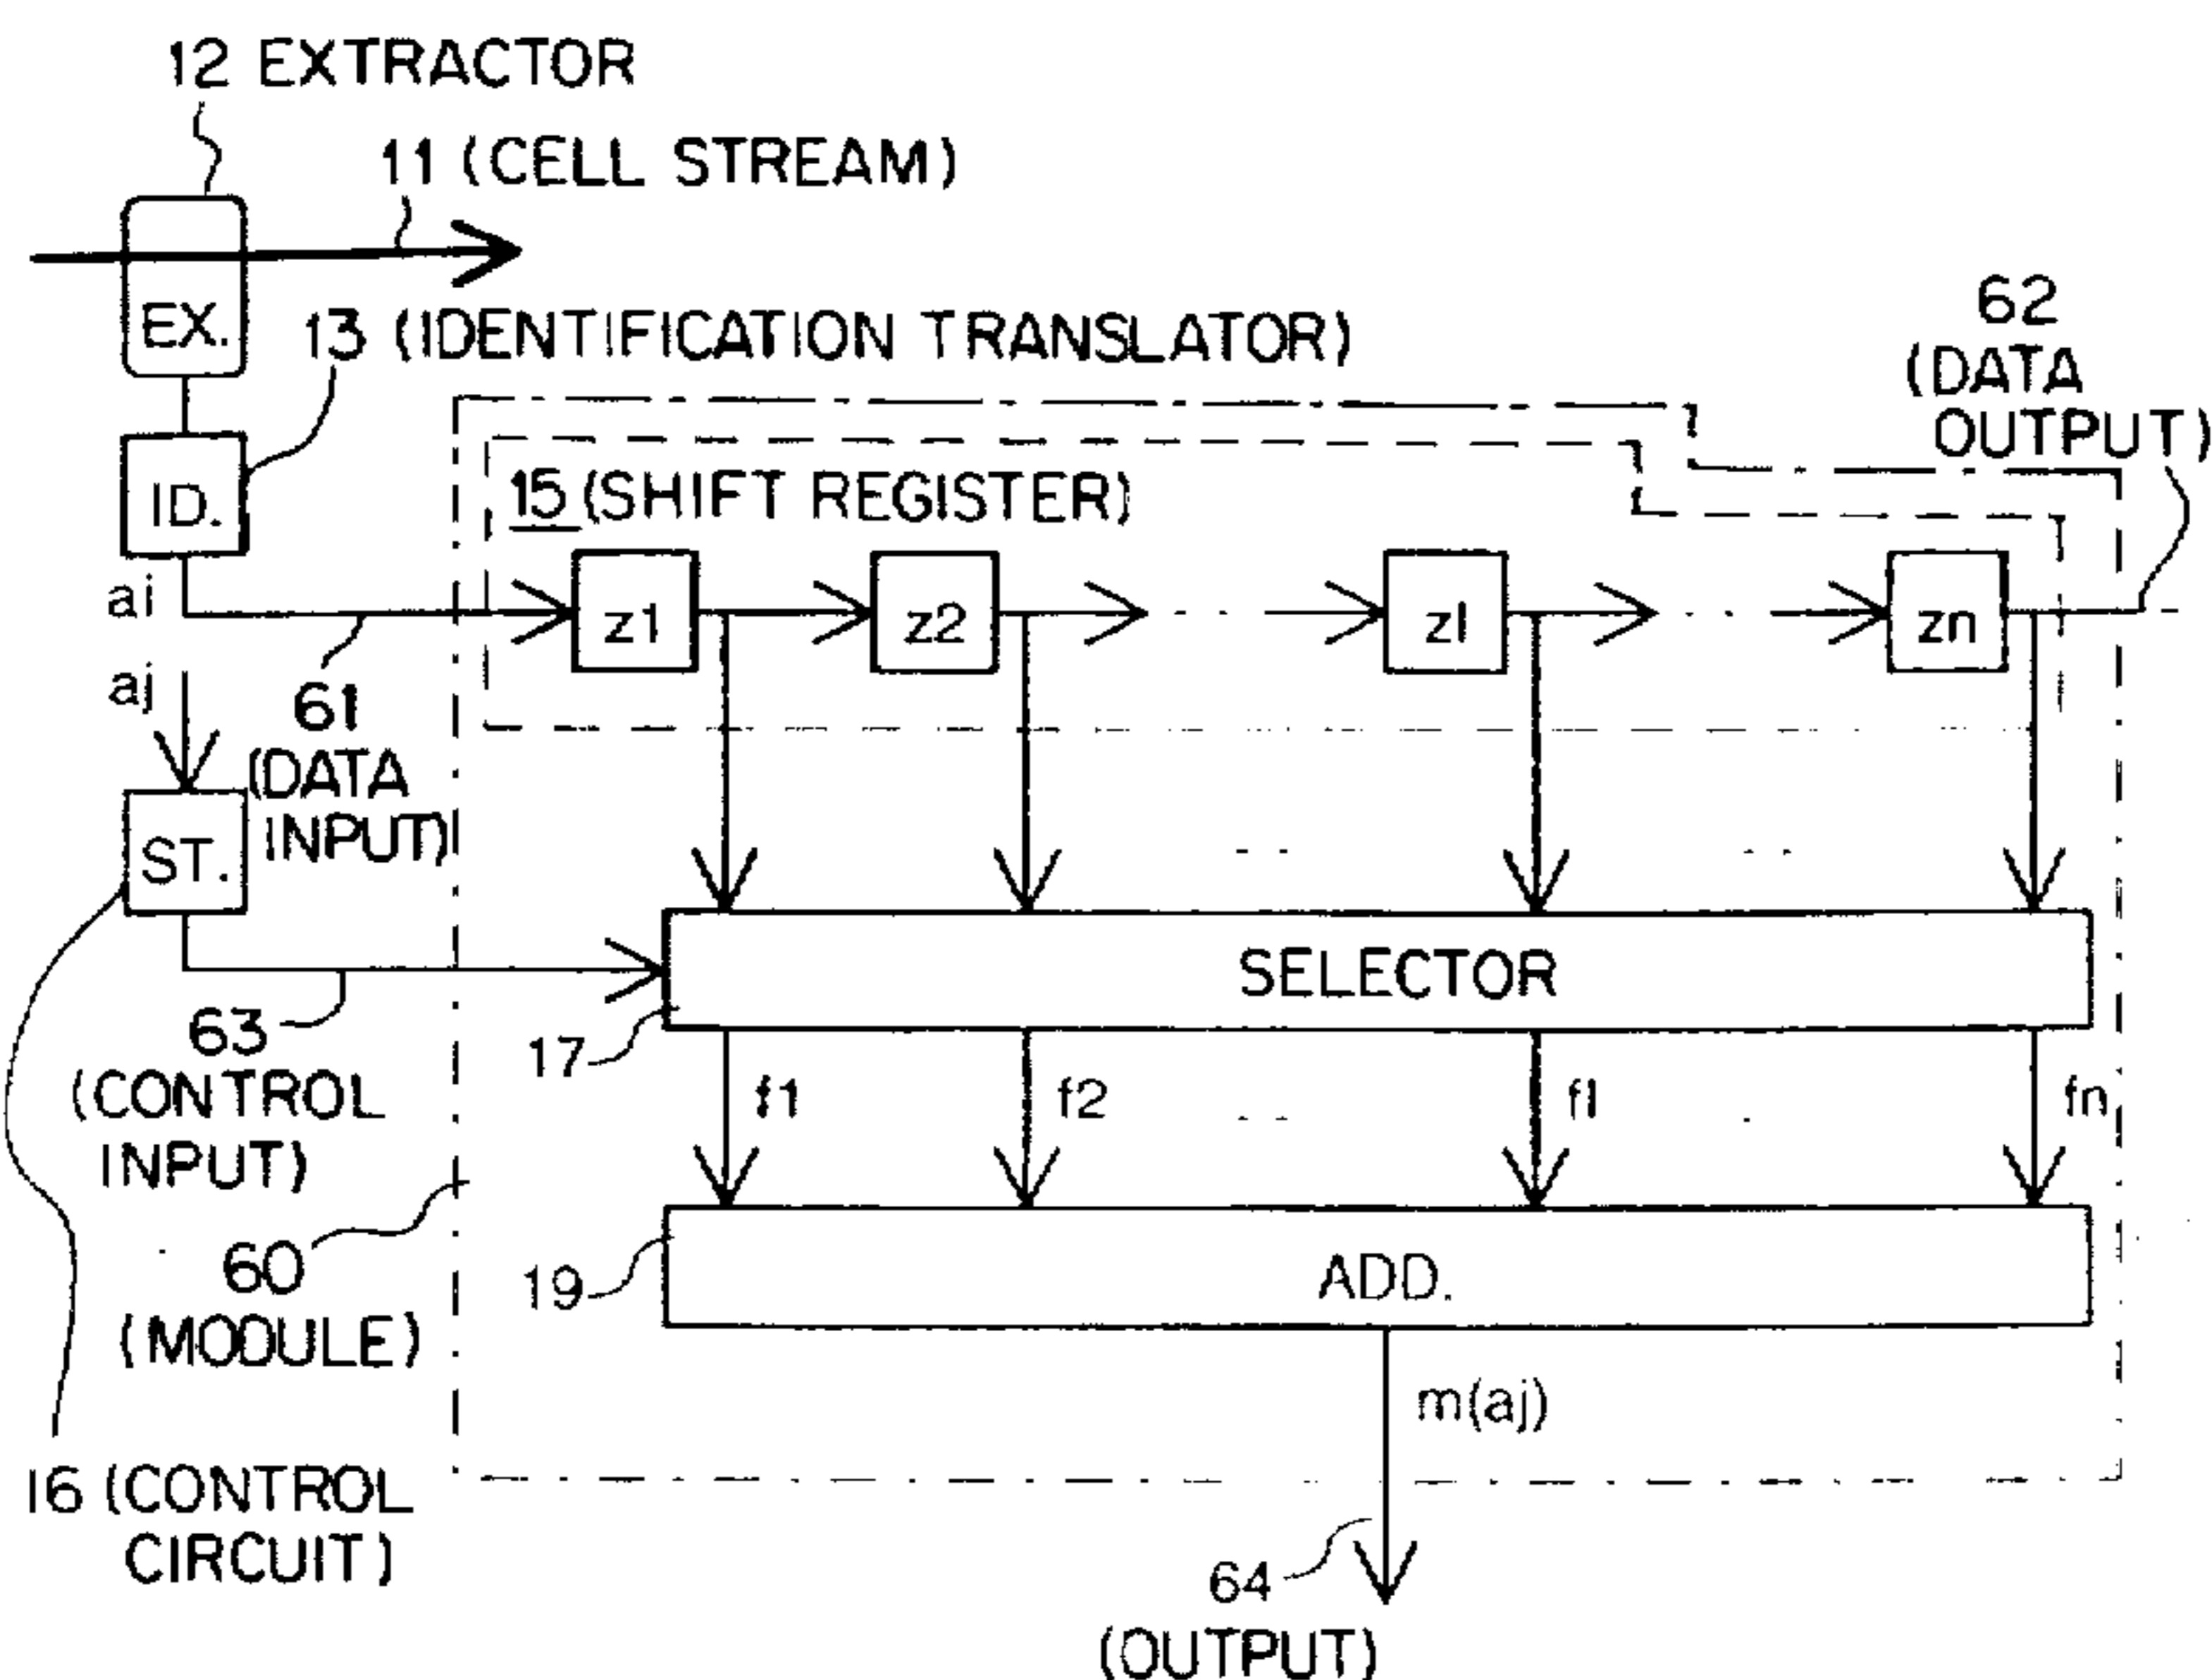 12 EXTRACTOR
11 (CELL STREAM)
EX.
13 (IDENTIFICATION TRANSLATOR)
62
(DATA
OUTPUT)
ID.
15 (SHIFT REGISTER)
ai
z1
z2
zl
zn
aj
61
(DATA
INPUT)
ST.
SELECTOR
63
(CONTROL
INPUT)
17
f1
f2
fl
fn
60
(MODULE)
19
ADD.
m(aj)
16 (CONTROL
CIRCUIT)
64
(OUTPUT)